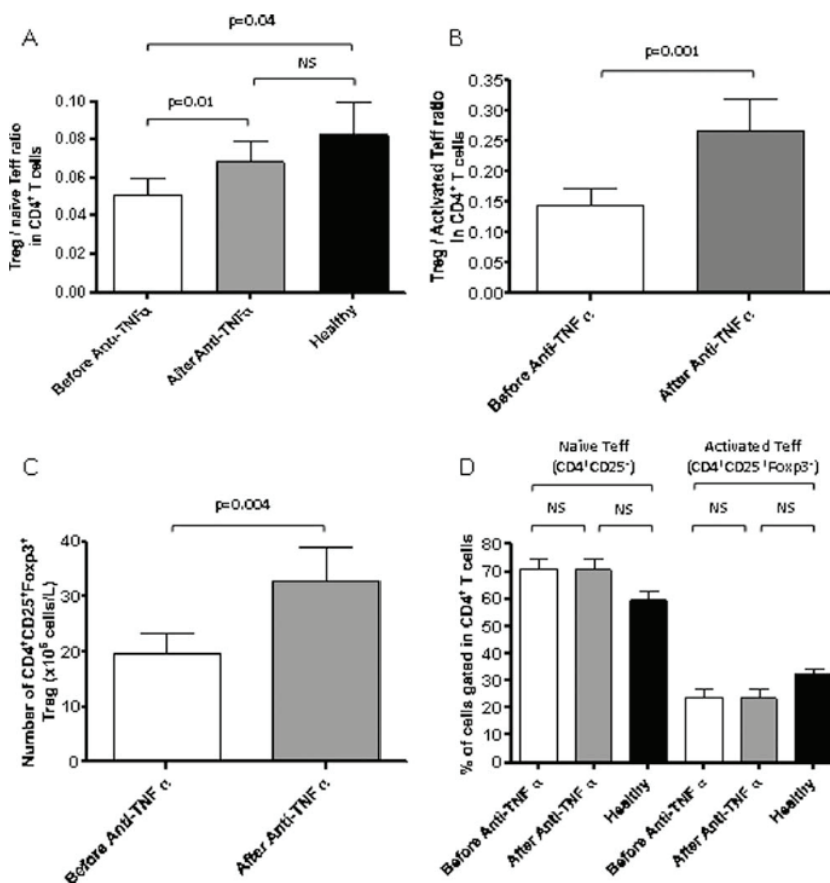 A
p=0.04
NS
p=0.01
0.10
0.08
0.06
0.04
0.02
0.00
Treg / naïve Teff ratio
in CD4⁺ T cells
Before Anti-TNFα
After Anti-TNFα
Healthy
B
p=0.001
0.35
0.30
0.25
0.20
0.15
0.10
0.05
0.00
Treg / Activated Teff ratio
In CD4⁺ T cells
Before Anti-TNF α
After Anti-TNF α
C
p=0.004
40
30
20
10
0
Number of CD4⁺CD25⁺Foxp3⁺
Treg (x10⁶ cells/L)
Before Anti-TNF α
After Anti-TNF α
D
Naïve Teff
(CD4⁺CD25⁻)
Activated Teff
(CD4⁺CD25⁺Foxp3⁻)
NS
NS
NS
NS
80
70
60
50
40
30
20
10
0
% of cells gated in CD4⁺ T cells
Before Anti-TNF α
After Anti-TNF α
Healthy
Before Anti-TNF α
After Anti-TNF α
Healthy